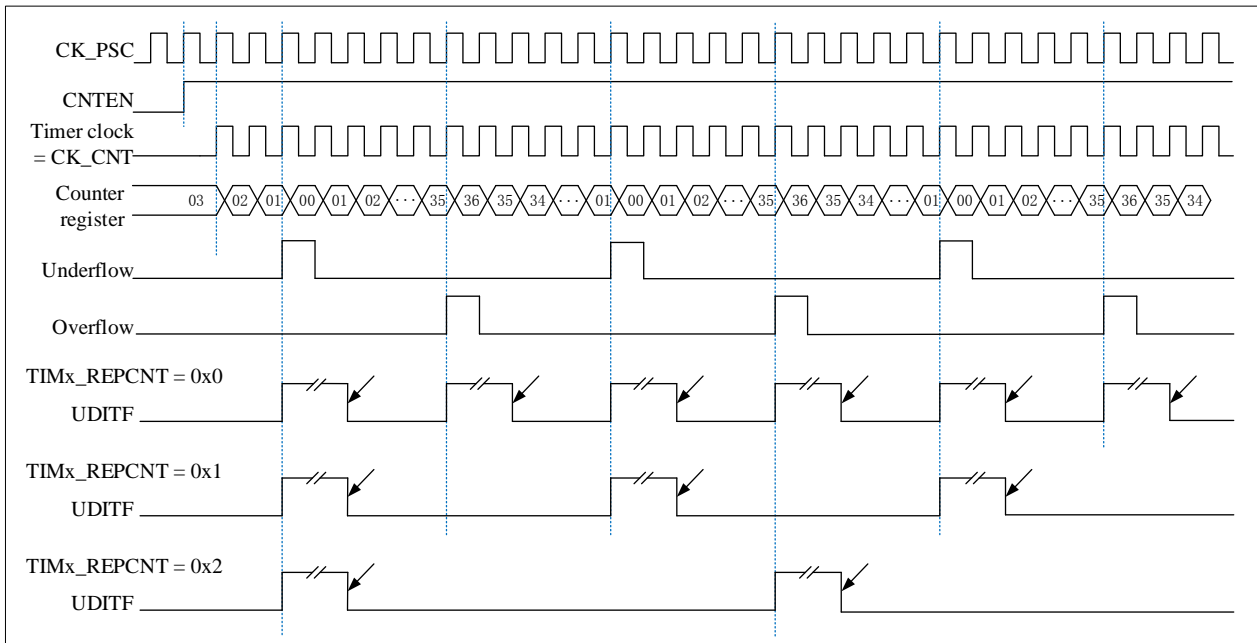 CK_PSC
CNTEN
Timer clock
= CK_CNT
Counter
register
03 02 01 00 01 02 ··· 35 36 35 34 ··· 01 00 01 02 ··· 35 36 35 34 ··· 01 00 01 02 ··· 35 36 35 34
Underflow
Overflow
TIMx_REPCNT = 0x0
UDITF
TIMx_REPCNT = 0x1
UDITF
TIMx_REPCNT = 0x2
UDITF